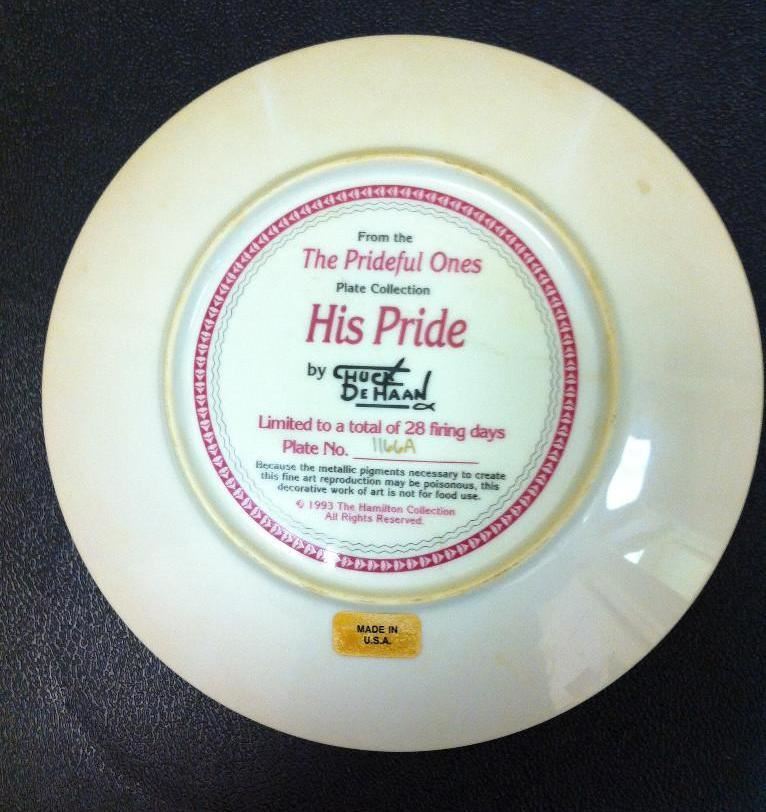 From the
The Prideful Ones
Plate Collection
His Pride
by CHUCK
DEHAAN
Limited to a total of 28 firing days
Plate No. 1166A
Because the metallic pigments necessary to create
this fine art reproduction may be poisonous, this
decorative work of art is not for food use.
© 1993 The Hamilton Collection
All Rights Reserved.
MADE IN
U.S.A.